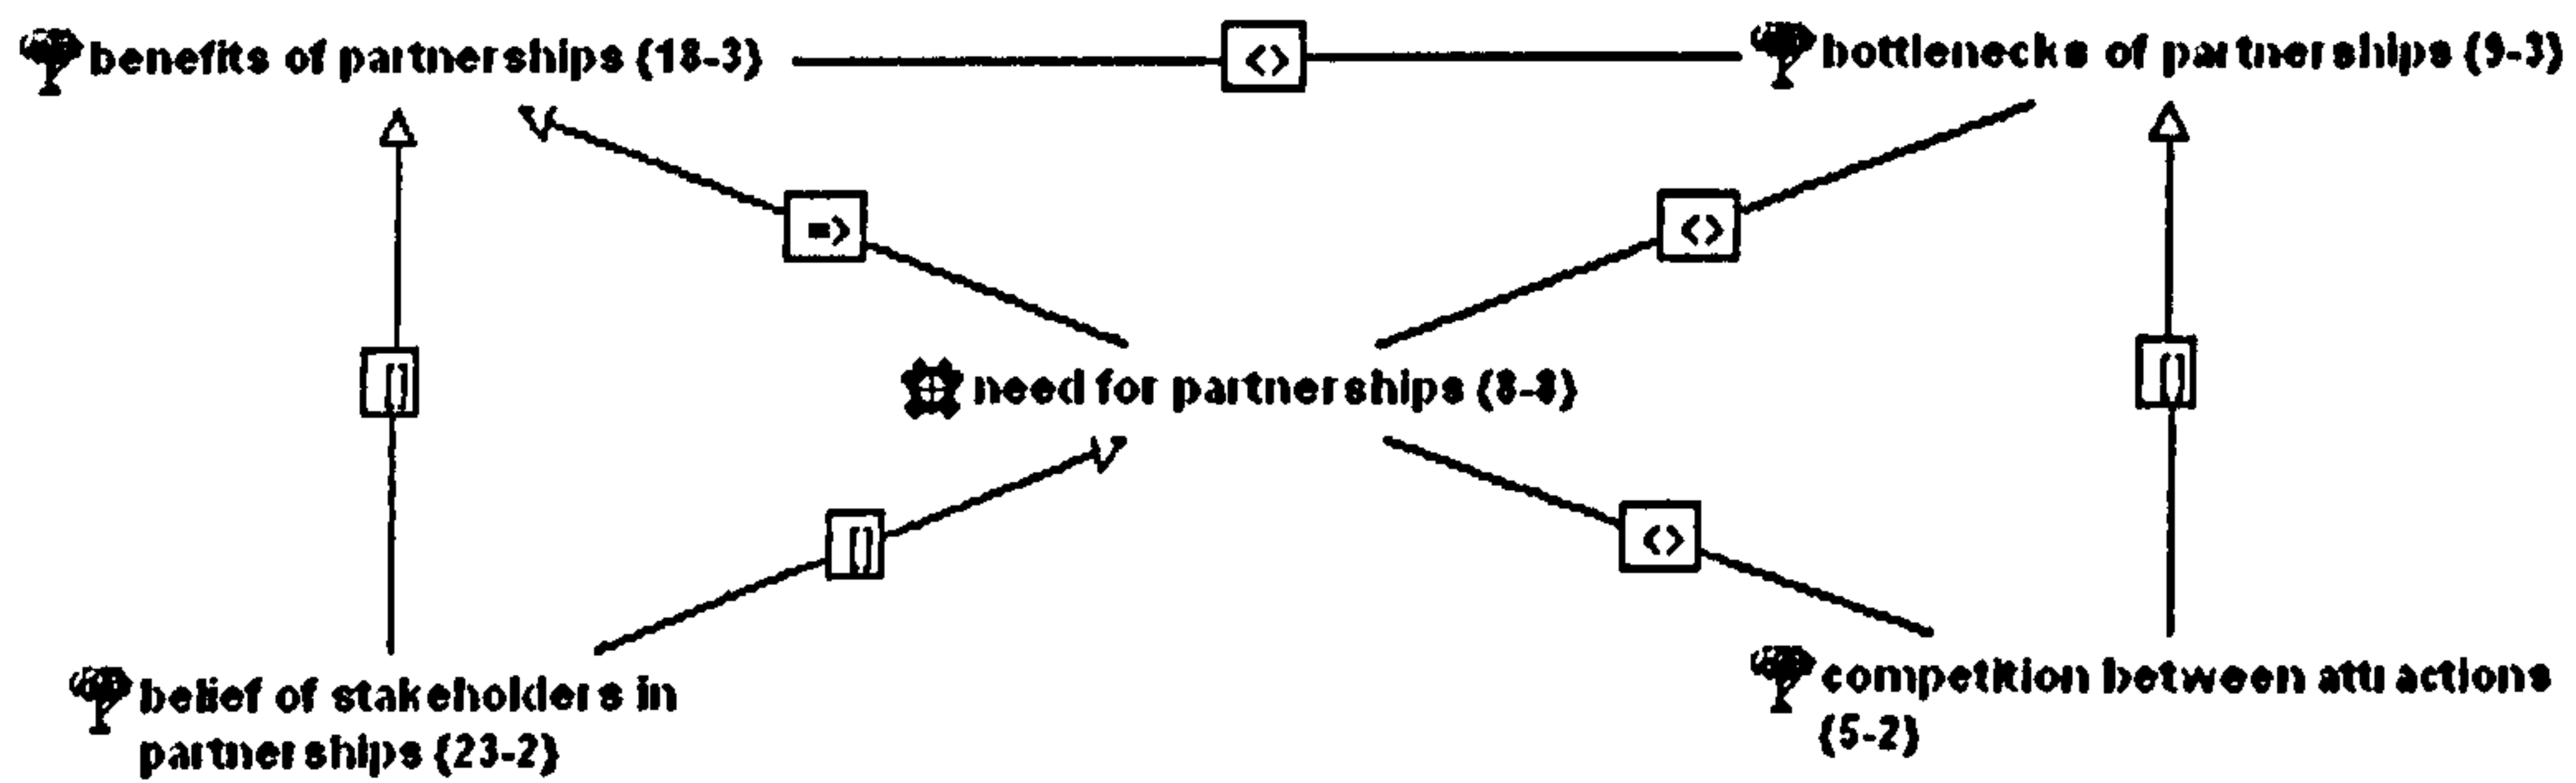 benefits of partnerships {18-3}
<>
bottlenecks of partnerships {9-3}
=>
<>
[]
[]
need for partnerships {8-8}
[]
<>
belief of stakeholders in
partnerships {23-2}
competition between attractions
{5-2}